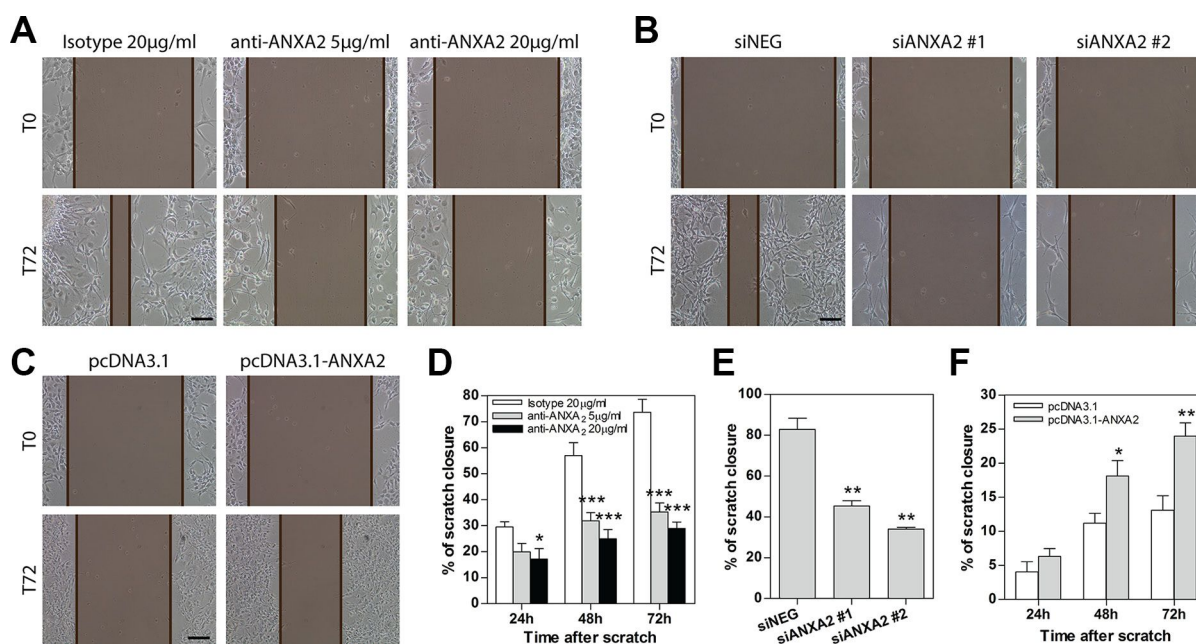 A
Isotype 20μg/ml
anti-ANXA2 5μg/ml
anti-ANXA2 20μg/ml
T0
T72
B
siNEG
siANXA2 #1
siANXA2 #2
T0
T72
C
pcDNA3.1
pcDNA3.1-ANXA2
T0
T72
D
% of scratch closure
80
70
60
50
40
30
20
10
0
Isotype 20μg/ml
anti-ANXA₂ 5μg/ml
anti-ANXA₂ 20μg/ml
*
***
***
***
***
24h
48h
72h
Time after scratch
E
% of scratch closure
100
80
60
40
20
0
**
**
siNEG
siANXA2 #1
siANXA2 #2
F
% of scratch closure
30
25
20
15
10
5
0
pcDNA3.1
pcDNA3.1-ANXA2
*
**
24h
48h
72h
Time after scratch